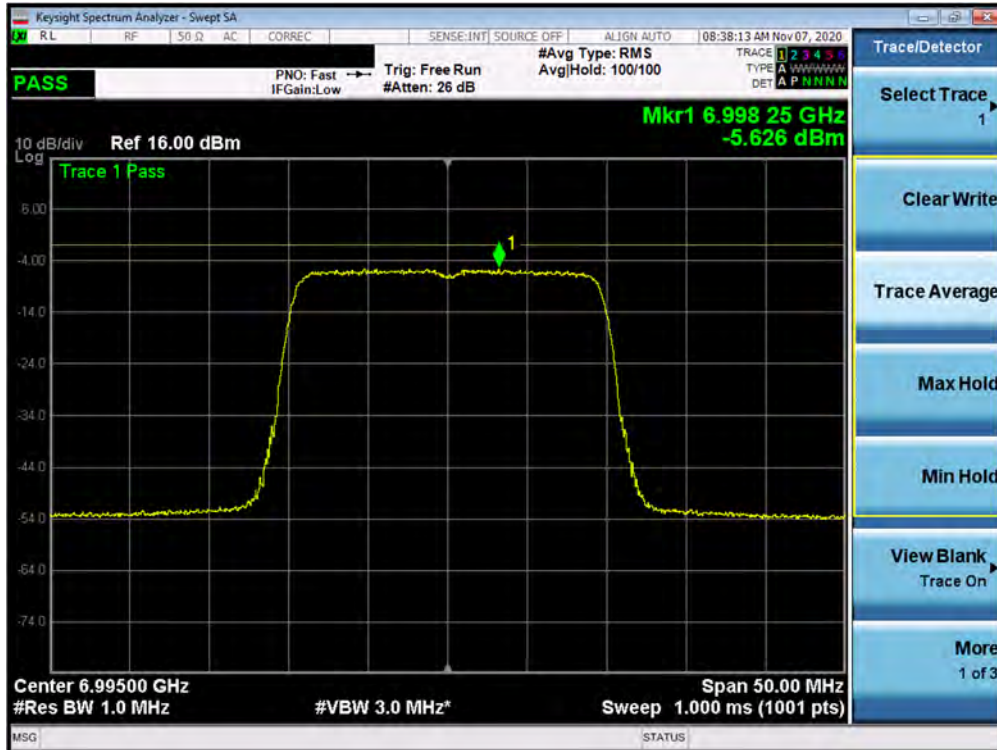 Keysight Spectrum Analyzer - Swept SA
LXI RL RF 50 Ω AC CORREC SENSE:INT SOURCE OFF ALIGN AUTO 08:38:13 AM Nov 07, 2020
PASS
PNO: Fast
IFGain:Low
Trig: Free Run
#Atten: 26 dB
#Avg Type: RMS
Avg|Hold: 100/100
TRACE 1 2 3 4 5 6
TYPE A WWWWW
DET A P N N N N
Mkr1 6.998 25 GHz
-5.626 dBm
10 dB/div Ref 16.00 dBm
Log
Trace 1 Pass
1
6.00
-4.00
-14.0
-24.0
-34.0
-44.0
-54.0
-64.0
-74.0
Center 6.99500 GHz Span 50.00 MHz
#Res BW 1.0 MHz #VBW 3.0 MHz* Sweep 1.000 ms (1001 pts)
MSG STATUS
Trace/Detector
Select Trace
1
Clear Write
Trace Average
Max Hold
Min Hold
View Blank
Trace On
More
1 of 3